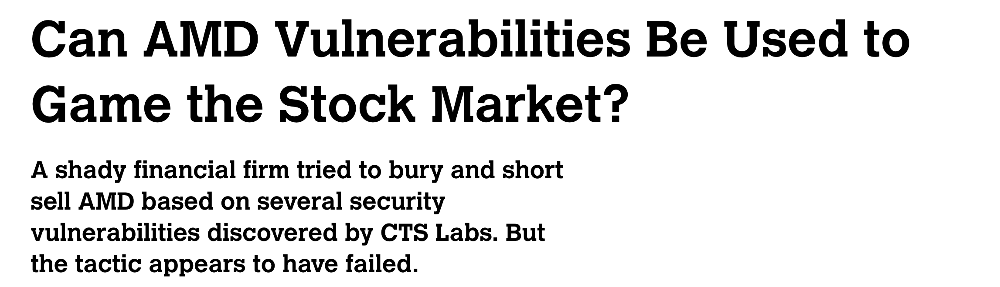 Can AMD Vulnerabilities Be Used to
Game the Stock Market?
A shady financial firm tried to bury and short
sell AMD based on several security
vulnerabilities discovered by CTS Labs. But
the tactic appears to have failed.